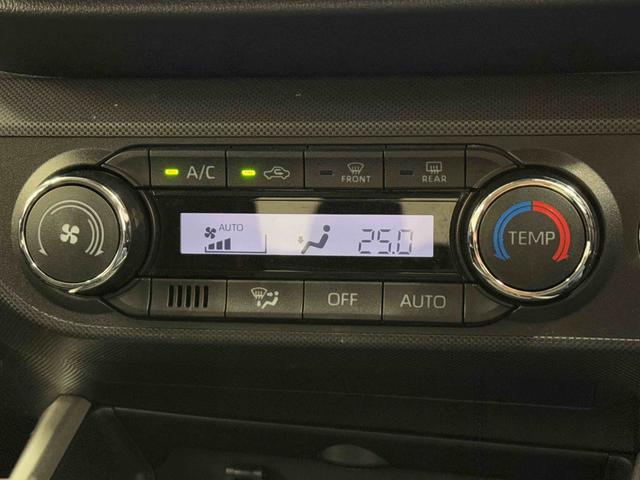 A/C
FRONT
REAR
AUTO
25.0
TEMP
OFF
AUTO